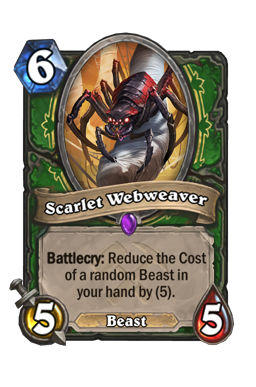 6
Scarlet Webweaver
Battlecry: Reduce the Cost
of a random Beast in
your hand by (5).
5 Beast 5